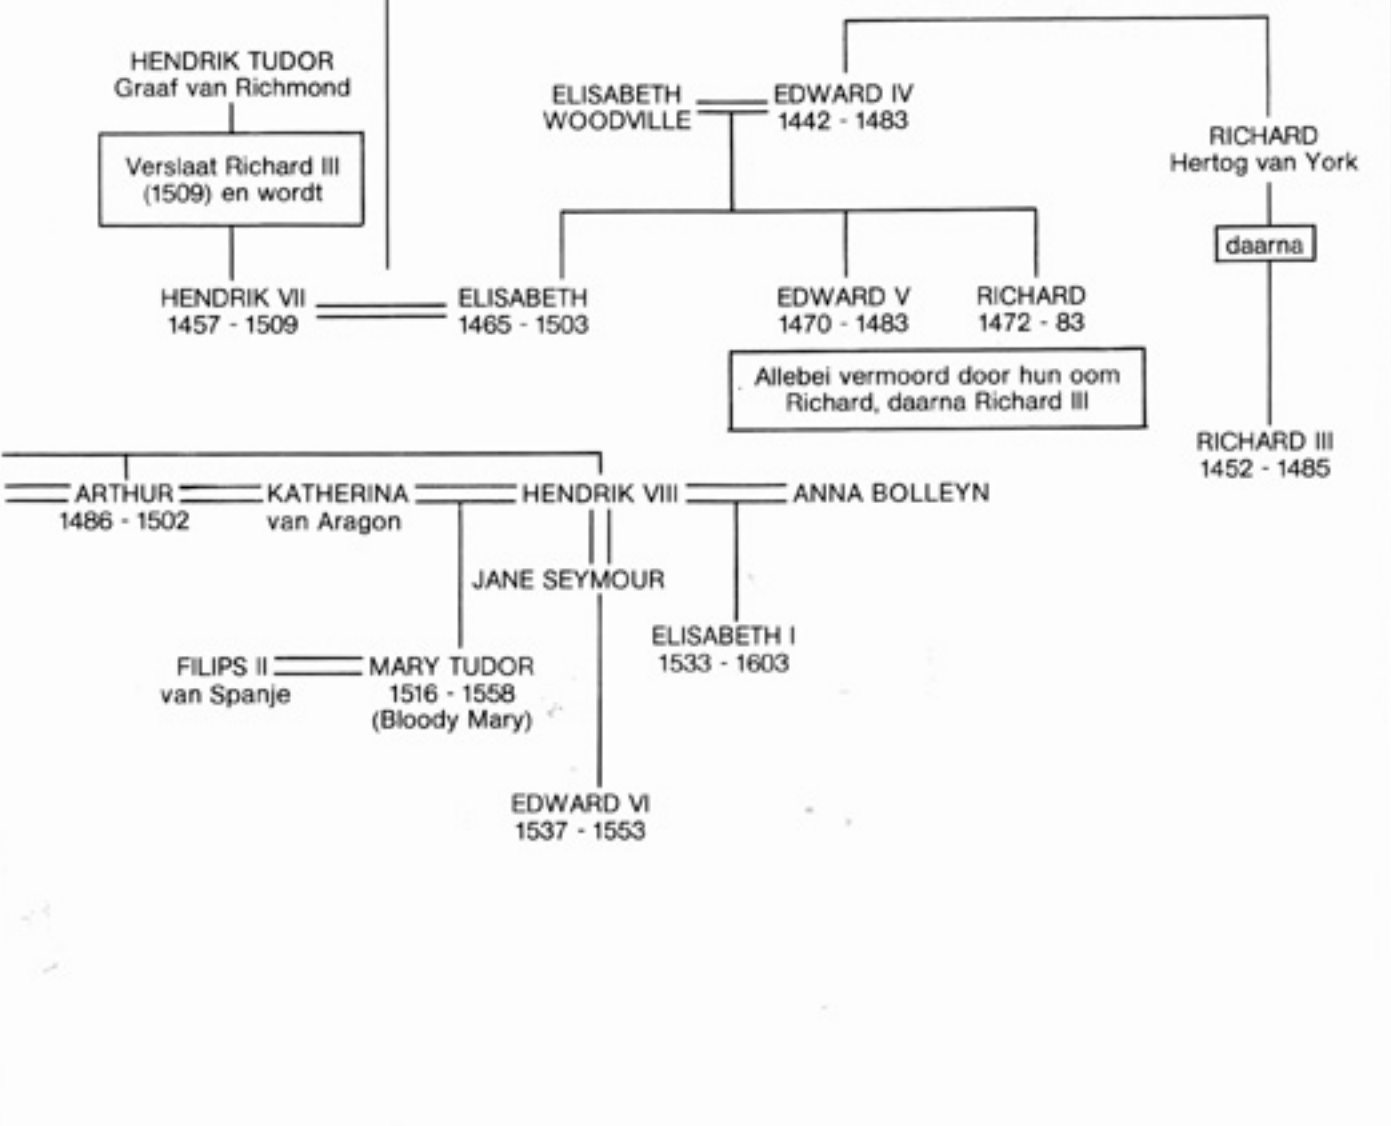 HENDRIK TUDOR
Graaf van Richmond
Verslaat Richard III
(1509) en wordt
ELISABETH
WOODVILLE
EDWARD IV
1442 - 1483
RICHARD
Hertog van York
daarna
HENDRIK VII
1457 - 1509
ELISABETH
1465 - 1503
EDWARD V
1470 - 1483
RICHARD
1472 - 83
Allebei vermoord door hun oom
Richard, daarna Richard III
RICHARD III
1452 - 1485
ARTHUR
1486 - 1502
KATHERINA
van Aragon
HENDRIK VIII
ANNA BOLLEYN
JANE SEYMOUR
ELISABETH I
1533 - 1603
FILIPS II
van Spanje
MARY TUDOR
1516 - 1558
(Bloody Mary)
EDWARD VI
1537 - 1553